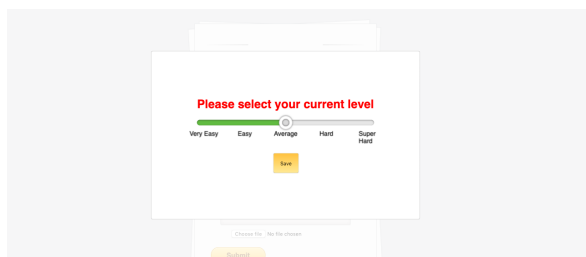 Please select your current level
Very Easy Easy Average Hard Super Hard
Save
Choose file No file chosen
Submit